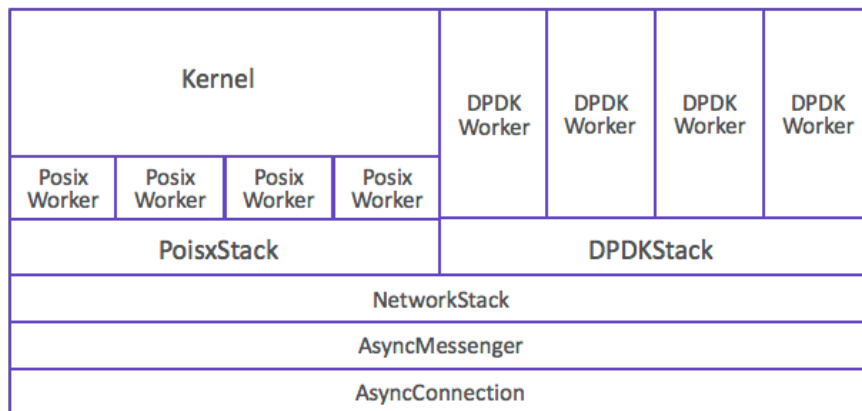 Kernel
DPDK
Worker
DPDK
Worker
DPDK
Worker
DPDK
Worker
Posix
Worker
Posix
Worker
Posix
Worker
Posix
Worker
PoisxStack
DPDKStack
NetworkStack
AsyncMessenger
AsyncConnection